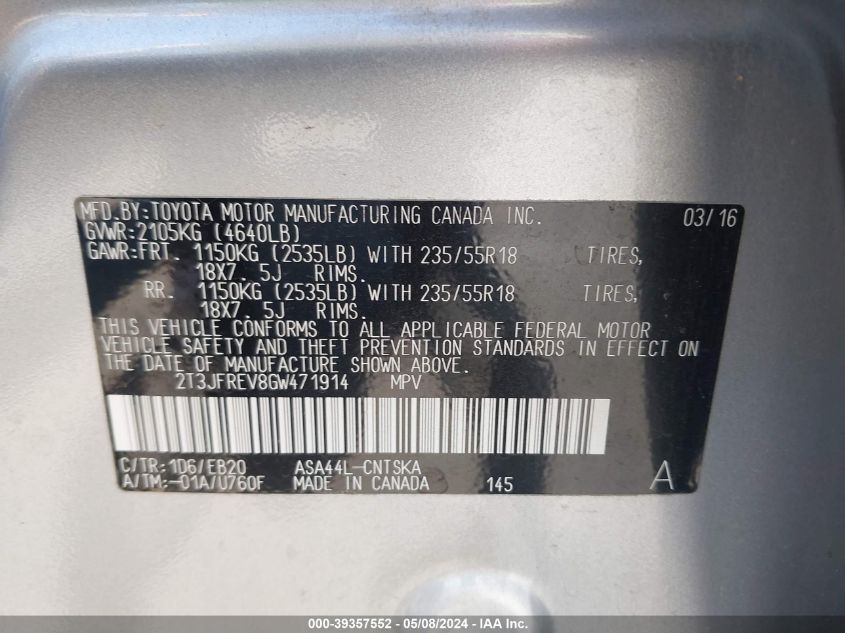 MFD.BY:TOYOTA MOTOR MANUFACTURING CANADA INC. 03/16
GVWR:2105KG (4640LB)
GAWR:FRT. 1150KG (2535LB) WITH 235/55R18 TIRES,
18X7. 5J RIMS.
RR. 1150KG (2535LB) WITH 235/55R18 TIRES,
18X7. 5J RIMS.
THIS VEHICLE CONFORMS TO ALL APPLICABLE FEDERAL MOTOR
VEHICLE SAFETY AND THEFT PREVENTION STANDARDS IN EFFECT ON
THE DATE OF MANUFACTURE SHOWN ABOVE.
2T3JFREV8GW471914 MPV
C/TR:1D6/EB20 ASA44L-CNTSKA
A/TM:-01A/U760F MADE IN CANADA 145 A
000-39357552 - 05/08/2024 - IAA Inc.